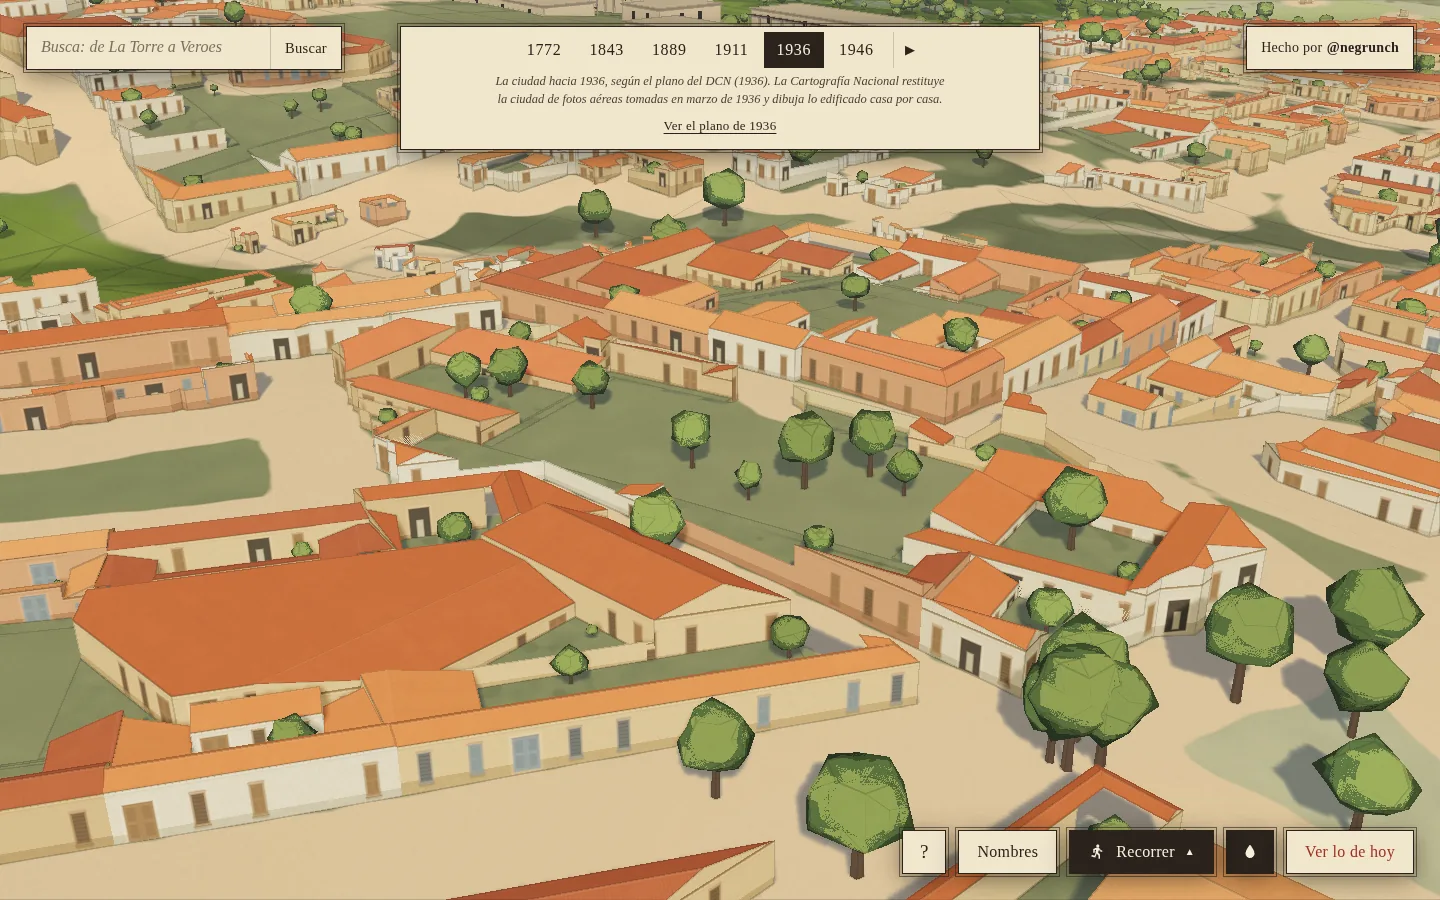 Busca: de La Torre a Veroes
Buscar
1772 1843 1889 1911 1936 1946 ▶
La ciudad hacia 1936, según el plano del DCN (1936). La Cartografía Nacional restituye
la ciudad de fotos aéreas tomadas en marzo de 1936 y dibuja lo edificado casa por casa.
Ver el plano de 1936
Hecho por @negrunch
?
Nombres
Recorrer ▲
Ver lo de hoy